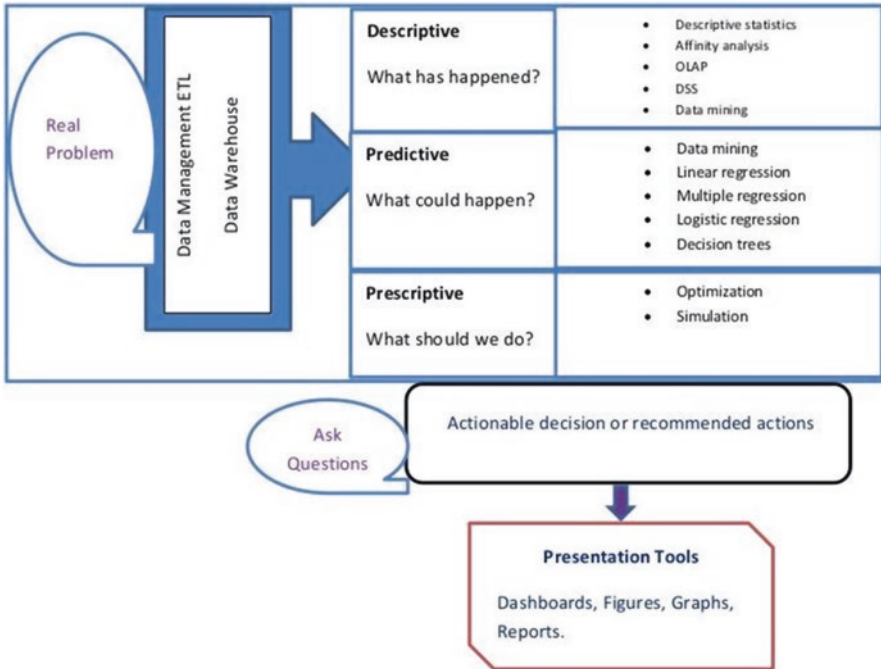 Real
Problem
Data Management ETL
Data Warehouse
Descriptive
What has happened?
• Descriptive statistics
• Affinity analysis
• OLAP
• DSS
• Data mining
Predictive
What could happen?
• Data mining
• Linear regression
• Multiple regression
• Logistic regression
• Decision trees
Prescriptive
What should we do?
• Optimization
• Simulation
Ask
Questions
Actionable decision or recommended actions
Presentation Tools
Dashboards, Figures, Graphs,
Reports.